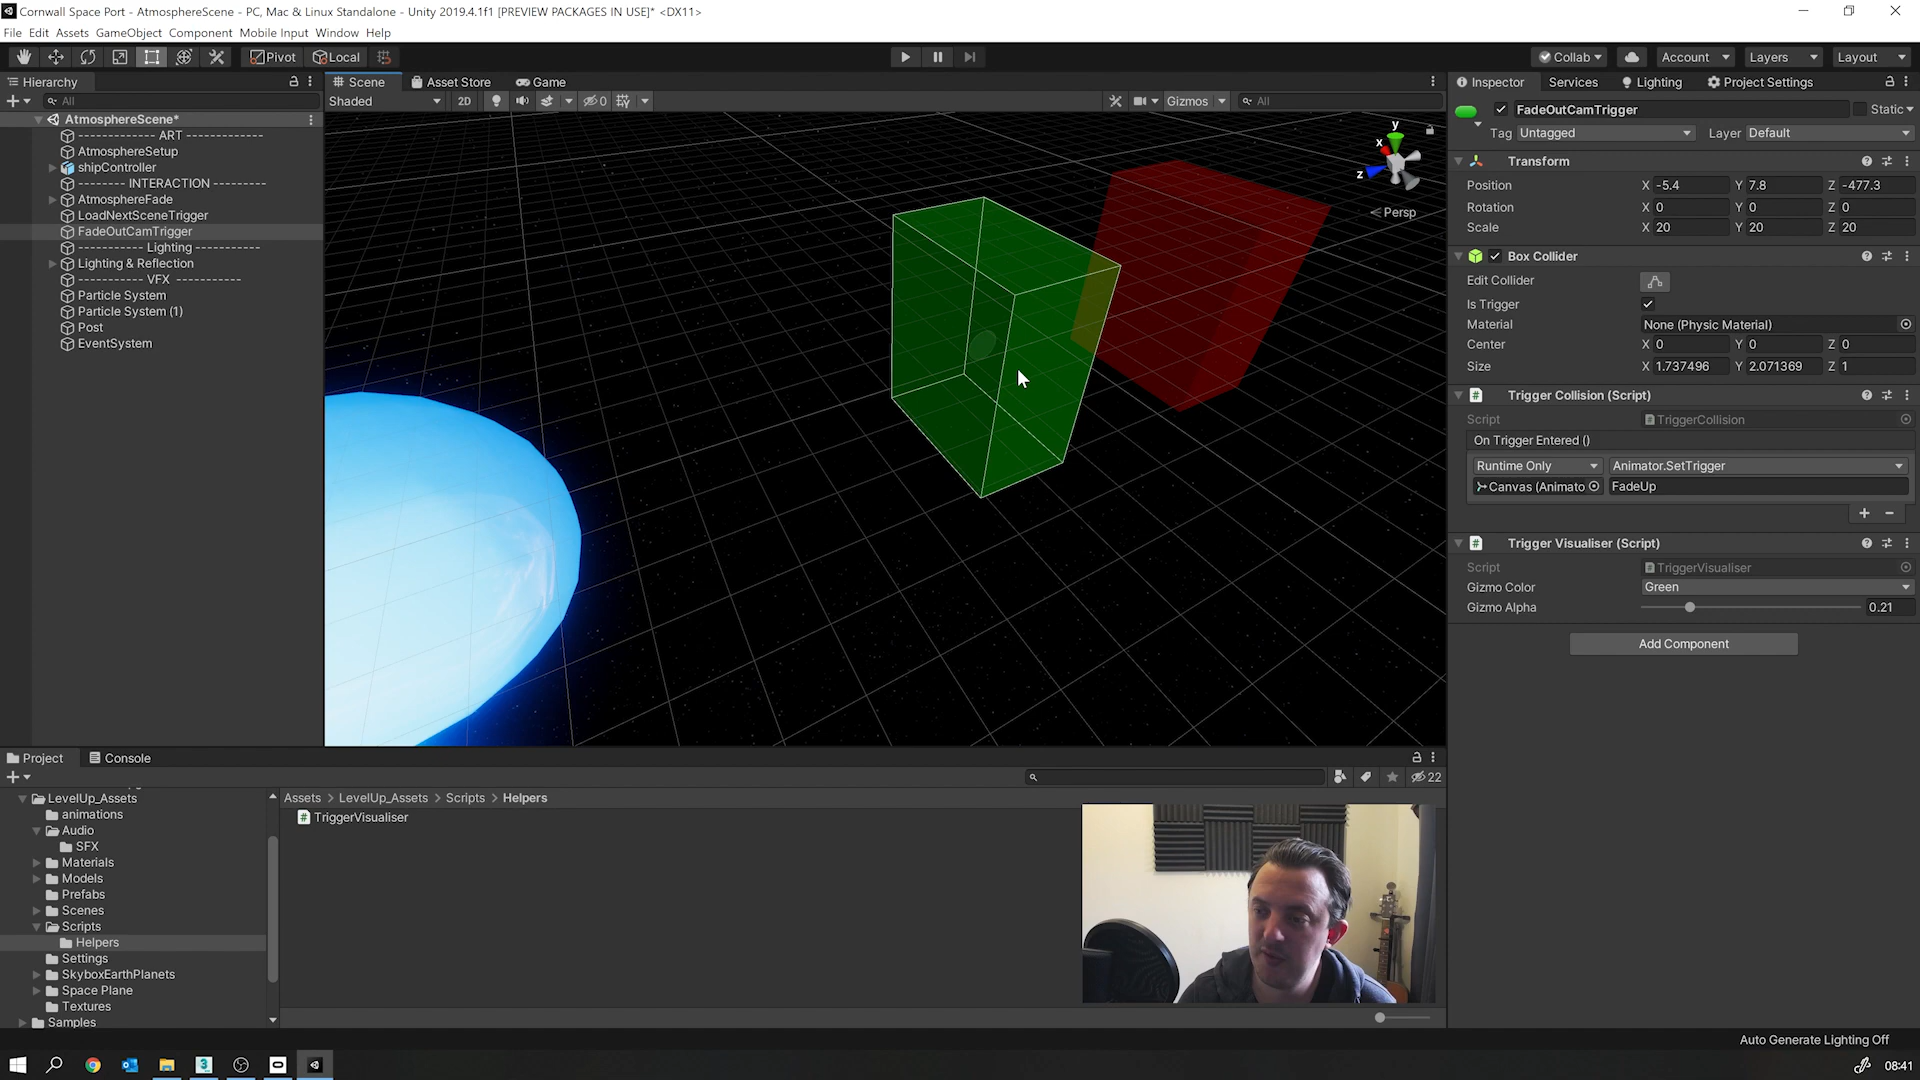 Cornwall Space Port - AtmosphereScene - PC, Mac & Linux Standalone - Unity 2019.4.1f1 [PREVIEW PACKAGES IN USE]* <DX11>
File Edit Assets GameObject Component Mobile Input Window Help
Pivot Local Collab Account Layers Layout
Hierarchy
All
AtmosphereScene*
------------- ART -------------
AtmosphereSetup
shipController
-------- INTERACTION ---------
AtmosphereFade
LoadNextSceneTrigger
FadeOutCamTrigger
----------- Lighting -----------
Lighting & Reflection
----------- VFX -----------
Particle System
Particle System (1)
Post
EventSystem
Scene Asset Store Game
Shaded 2D Gizmos All
y
x
z
Persp
Inspector Services Lighting Project Settings
FadeOutCamTrigger Static
Tag Untagged Layer Default
Transform
Position X -5.4 Y 7.8 Z -477.3
Rotation X 0 Y 0 Z 0
Scale X 20 Y 20 Z 20
Box Collider
Edit Collider
Is Trigger
Material None (Physic Material)
Center X 0 Y 0 Z 0
Size X 1.737496 Y 2.071369 Z 1
# Trigger Collision (Script)
Script TriggerCollision
On Trigger Entered ()
Runtime Only Animator.SetTrigger
Canvas (Animato FadeUp
+ -
# Trigger Visualiser (Script)
Script TriggerVisualiser
Gizmo Color Green
Gizmo Alpha 0.21
Add Component
Project Console
22
LevelUp_Assets
animations
Audio
SFX
Materials
Models
Prefabs
Scenes
Scripts
Helpers
Settings
SkyboxEarthPlanets
Space Plane
Textures
Samples
Assets > LevelUp_Assets > Scripts > Helpers
# TriggerVisualiser
Auto Generate Lighting Off
3
08:41